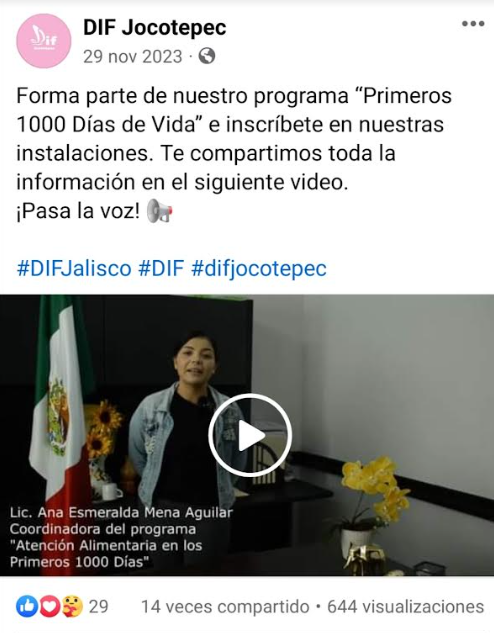 Dif
DIF Jocotepec
29 nov 2023 ·
Forma parte de nuestro programa “Primeros
1000 Días de Vida” e inscríbete en nuestras
instalaciones. Te compartimos toda la
información en el siguiente video.
¡Pasa la voz!
#DIFJalisco #DIF #difjocotepec
Lic. Ana Esmeralda Mena Aguilar
Coordinadora del programa
"Atención Alimentaria en los
Primeros 1000 Días"
29 14 veces compartido • 644 visualizaciones